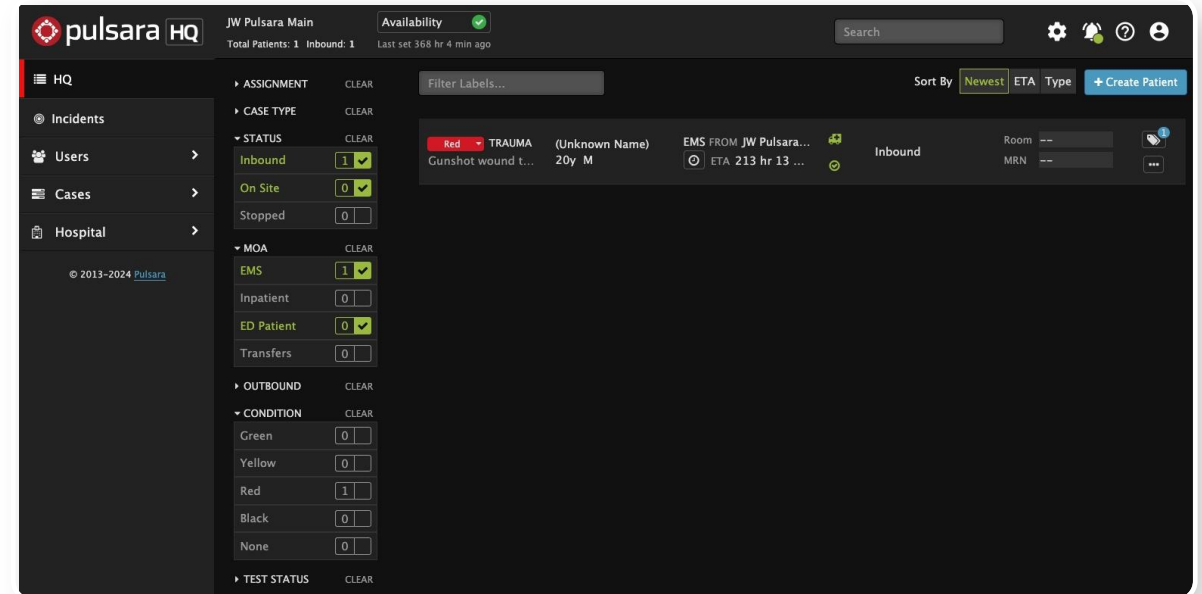 pulsara HQ
JW Pulsara Main
Total Patients: 1 Inbound: 1
Availability
Last set 368 hr 4 min ago
Search
HQ
Incidents
Users
Cases
Hospital
© 2013-2024 Pulsara
ASSIGNMENT CLEAR
CASE TYPE CLEAR
STATUS CLEAR
Inbound 1
On Site 0
Stopped 0
MOA CLEAR
EMS 1
Inpatient 0
ED Patient 0
Transfers 0
OUTBOUND CLEAR
CONDITION CLEAR
Green 0
Yellow 0
Red 1
Black 0
None 0
TEST STATUS CLEAR
Filter Labels...
Sort By Newest ETA Type
+ Create Patient
Red TRAUMA
Gunshot wound t...
(Unknown Name)
20y M
EMS FROM JW Pulsara...
ETA 213 hr 13 ...
Inbound
Room --
MRN --
1